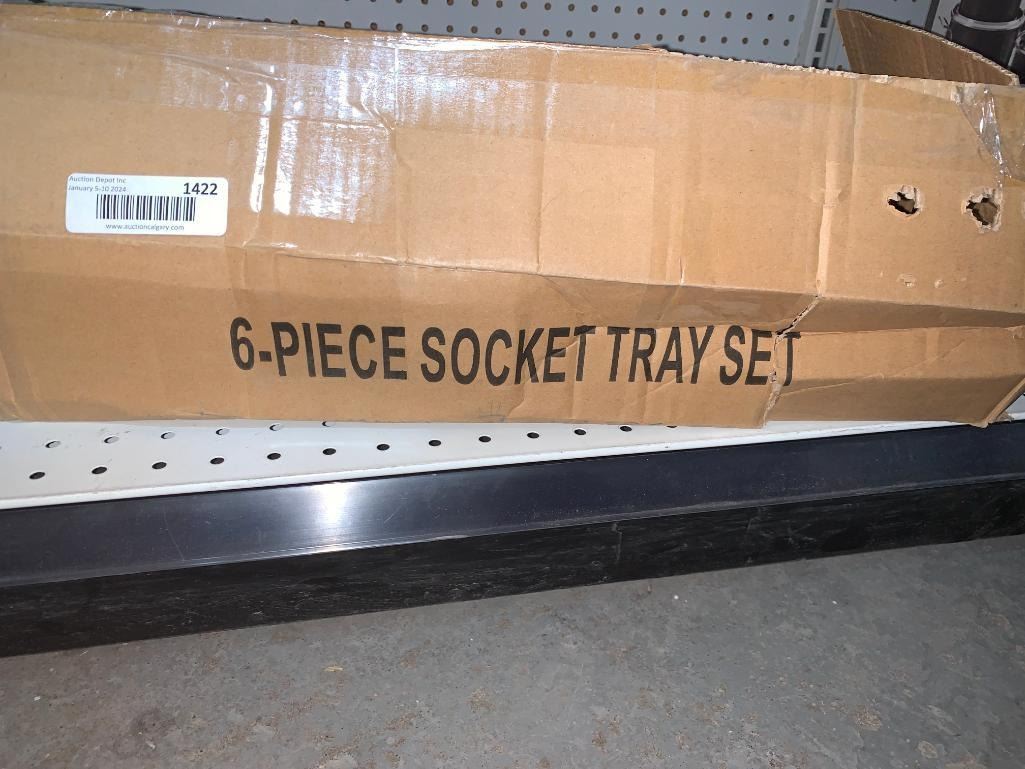 Auction Depot Inc
January 5-10 2024 1422
www.auctioncalgary.com
6-PIECE SOCKET TRAY SET